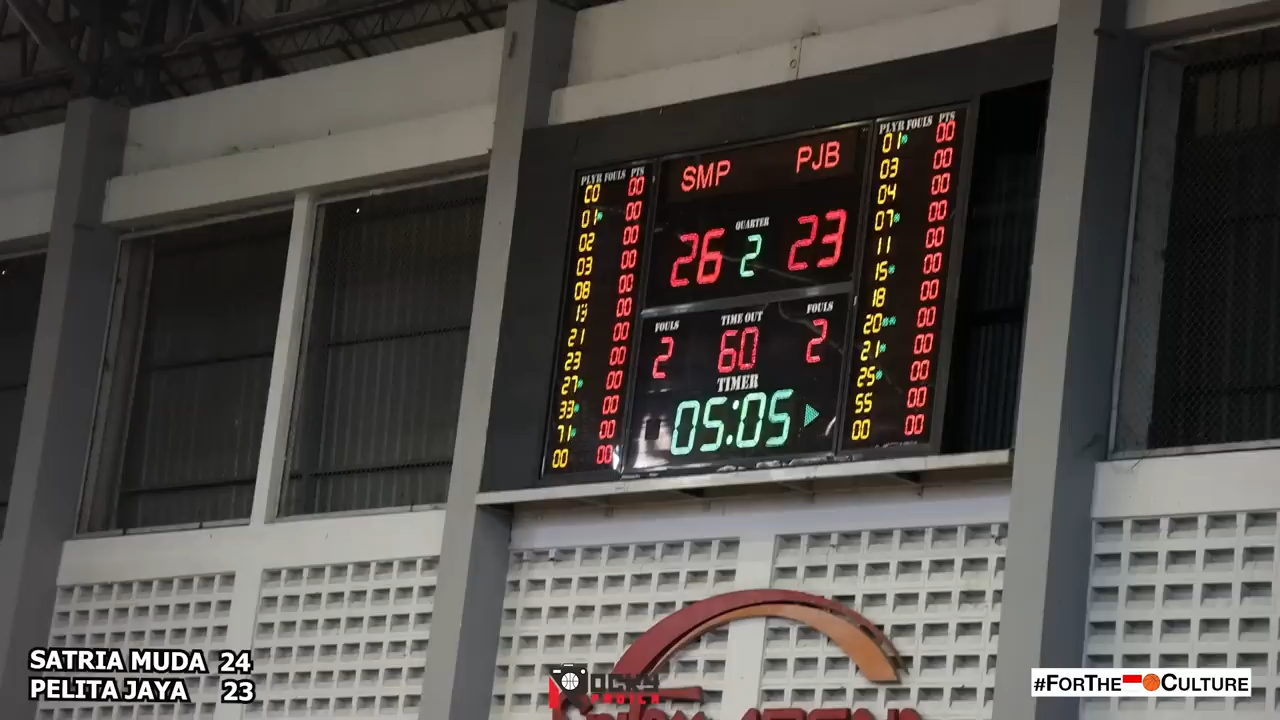 PLYR FOULS PTS
C0 00
01* 00
02 00
03 00
08 00
13 00
21 00
23 00
27* 00
33* 00
71* 00
00 00
SMP PJB
QUARTER
26 2 23
FOULS TIME OUT FOULS
2 60 2
TIMER
05:05
PLYR FOULS PTS
01* 00
03 00
04 00
07* 00
11 00
15* 00
18 00
20** 00
21* 00
25* 00
55 00
00 00
SATRIA MUDA 24
PELITA JAYA 23
#FORTHECULTURE